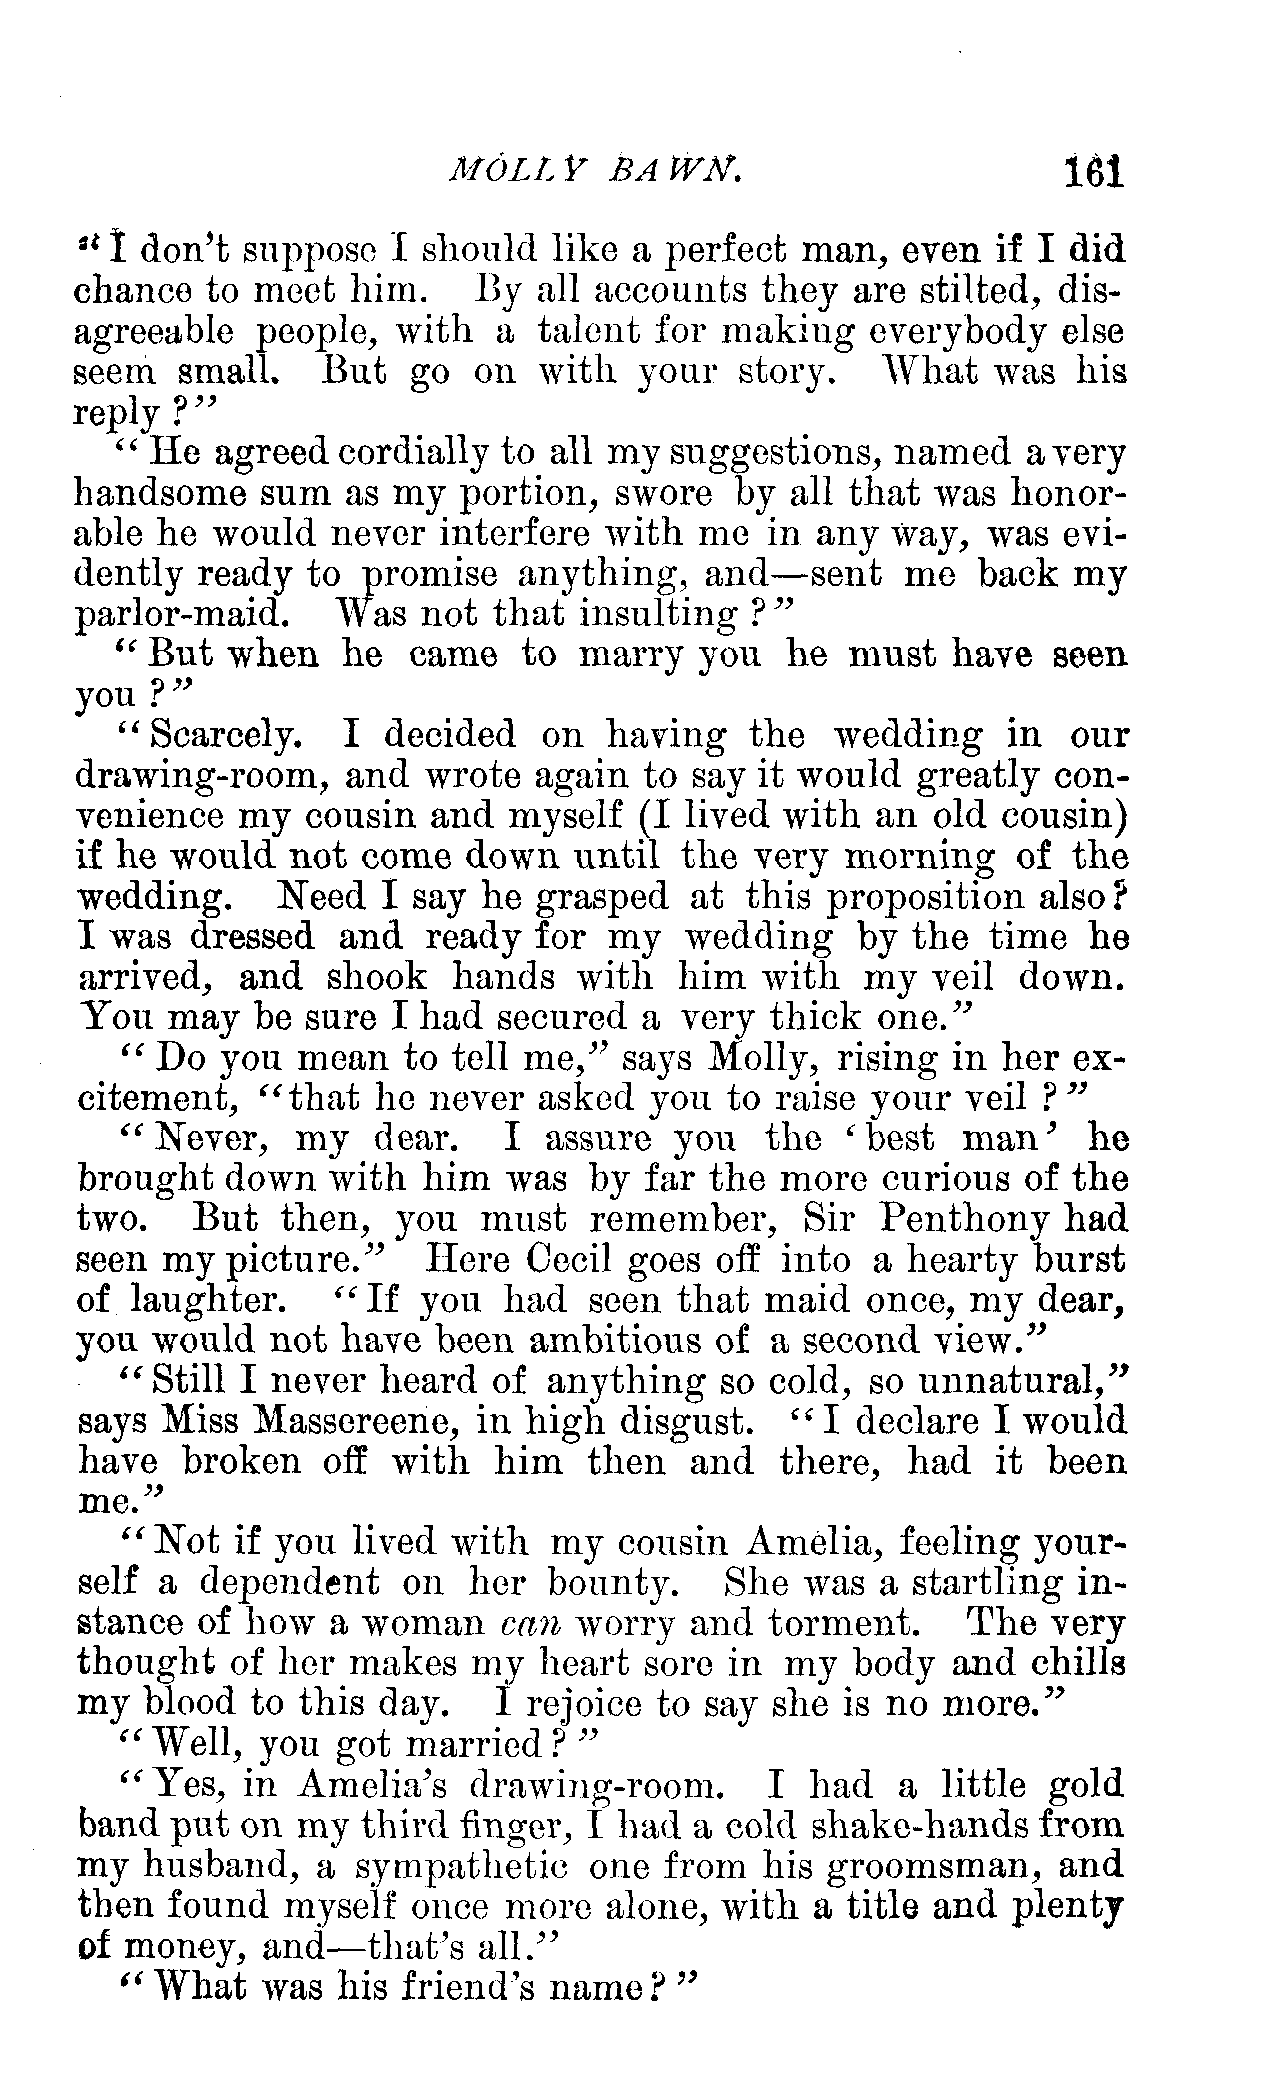 MOLLY BAWN. 161
"I don't suppose I should like a perfect man, even if I did
chance to meet him. By all accounts they are stilted, dis-
agreeable people, with a talent for making everybody else
seem small. But go on with your story. What was his
reply?"
"He agreed cordially to all my suggestions, named a very
handsome sum as my portion, swore by all that was honor-
able he would never interfere with me in any way, was evi-
dently ready to promise anything, and—sent me back my
parlor-maid. Was not that insulting?"
"But when he came to marry you he must have seen
you?"
"Scarcely. I decided on having the wedding in our
drawing-room, and wrote again to say it would greatly con-
venience my cousin and myself (I lived with an old cousin)
if he would not come down until the very morning of the
wedding. Need I say he grasped at this proposition also?
I was dressed and ready for my wedding by the time he
arrived, and shook hands with him with my veil down.
You may be sure I had secured a very thick one."
"Do you mean to tell me," says Molly, rising in her ex-
citement, "that he never asked you to raise your veil?"
"Never, my dear. I assure you the 'best man' he
brought down with him was by far the more curious of the
two. But then, you must remember, Sir Penthony had
seen my picture." Here Cecil goes off into a hearty burst
of laughter. "If you had seen that maid once, my dear,
you would not have been ambitious of a second view."
"Still I never heard of anything so cold, so unnatural,"
says Miss Massereene, in high disgust. "I declare I would
have broken off with him then and there, had it been
me."
"Not if you lived with my cousin Amelia, feeling your-
self a dependent on her bounty. She was a startling in-
stance of how a woman can worry and torment. The very
thought of her makes my heart sore in my body and chills
my blood to this day. I rejoice to say she is no more."
"Well, you got married?"
"Yes, in Amelia's drawing-room. I had a little gold
band put on my third finger, I had a cold shake-hands from
my husband, a sympathetic one from his groomsman, and
then found myself once more alone, with a title and plenty
of money, and—that's all."
"What was his friend's name?"